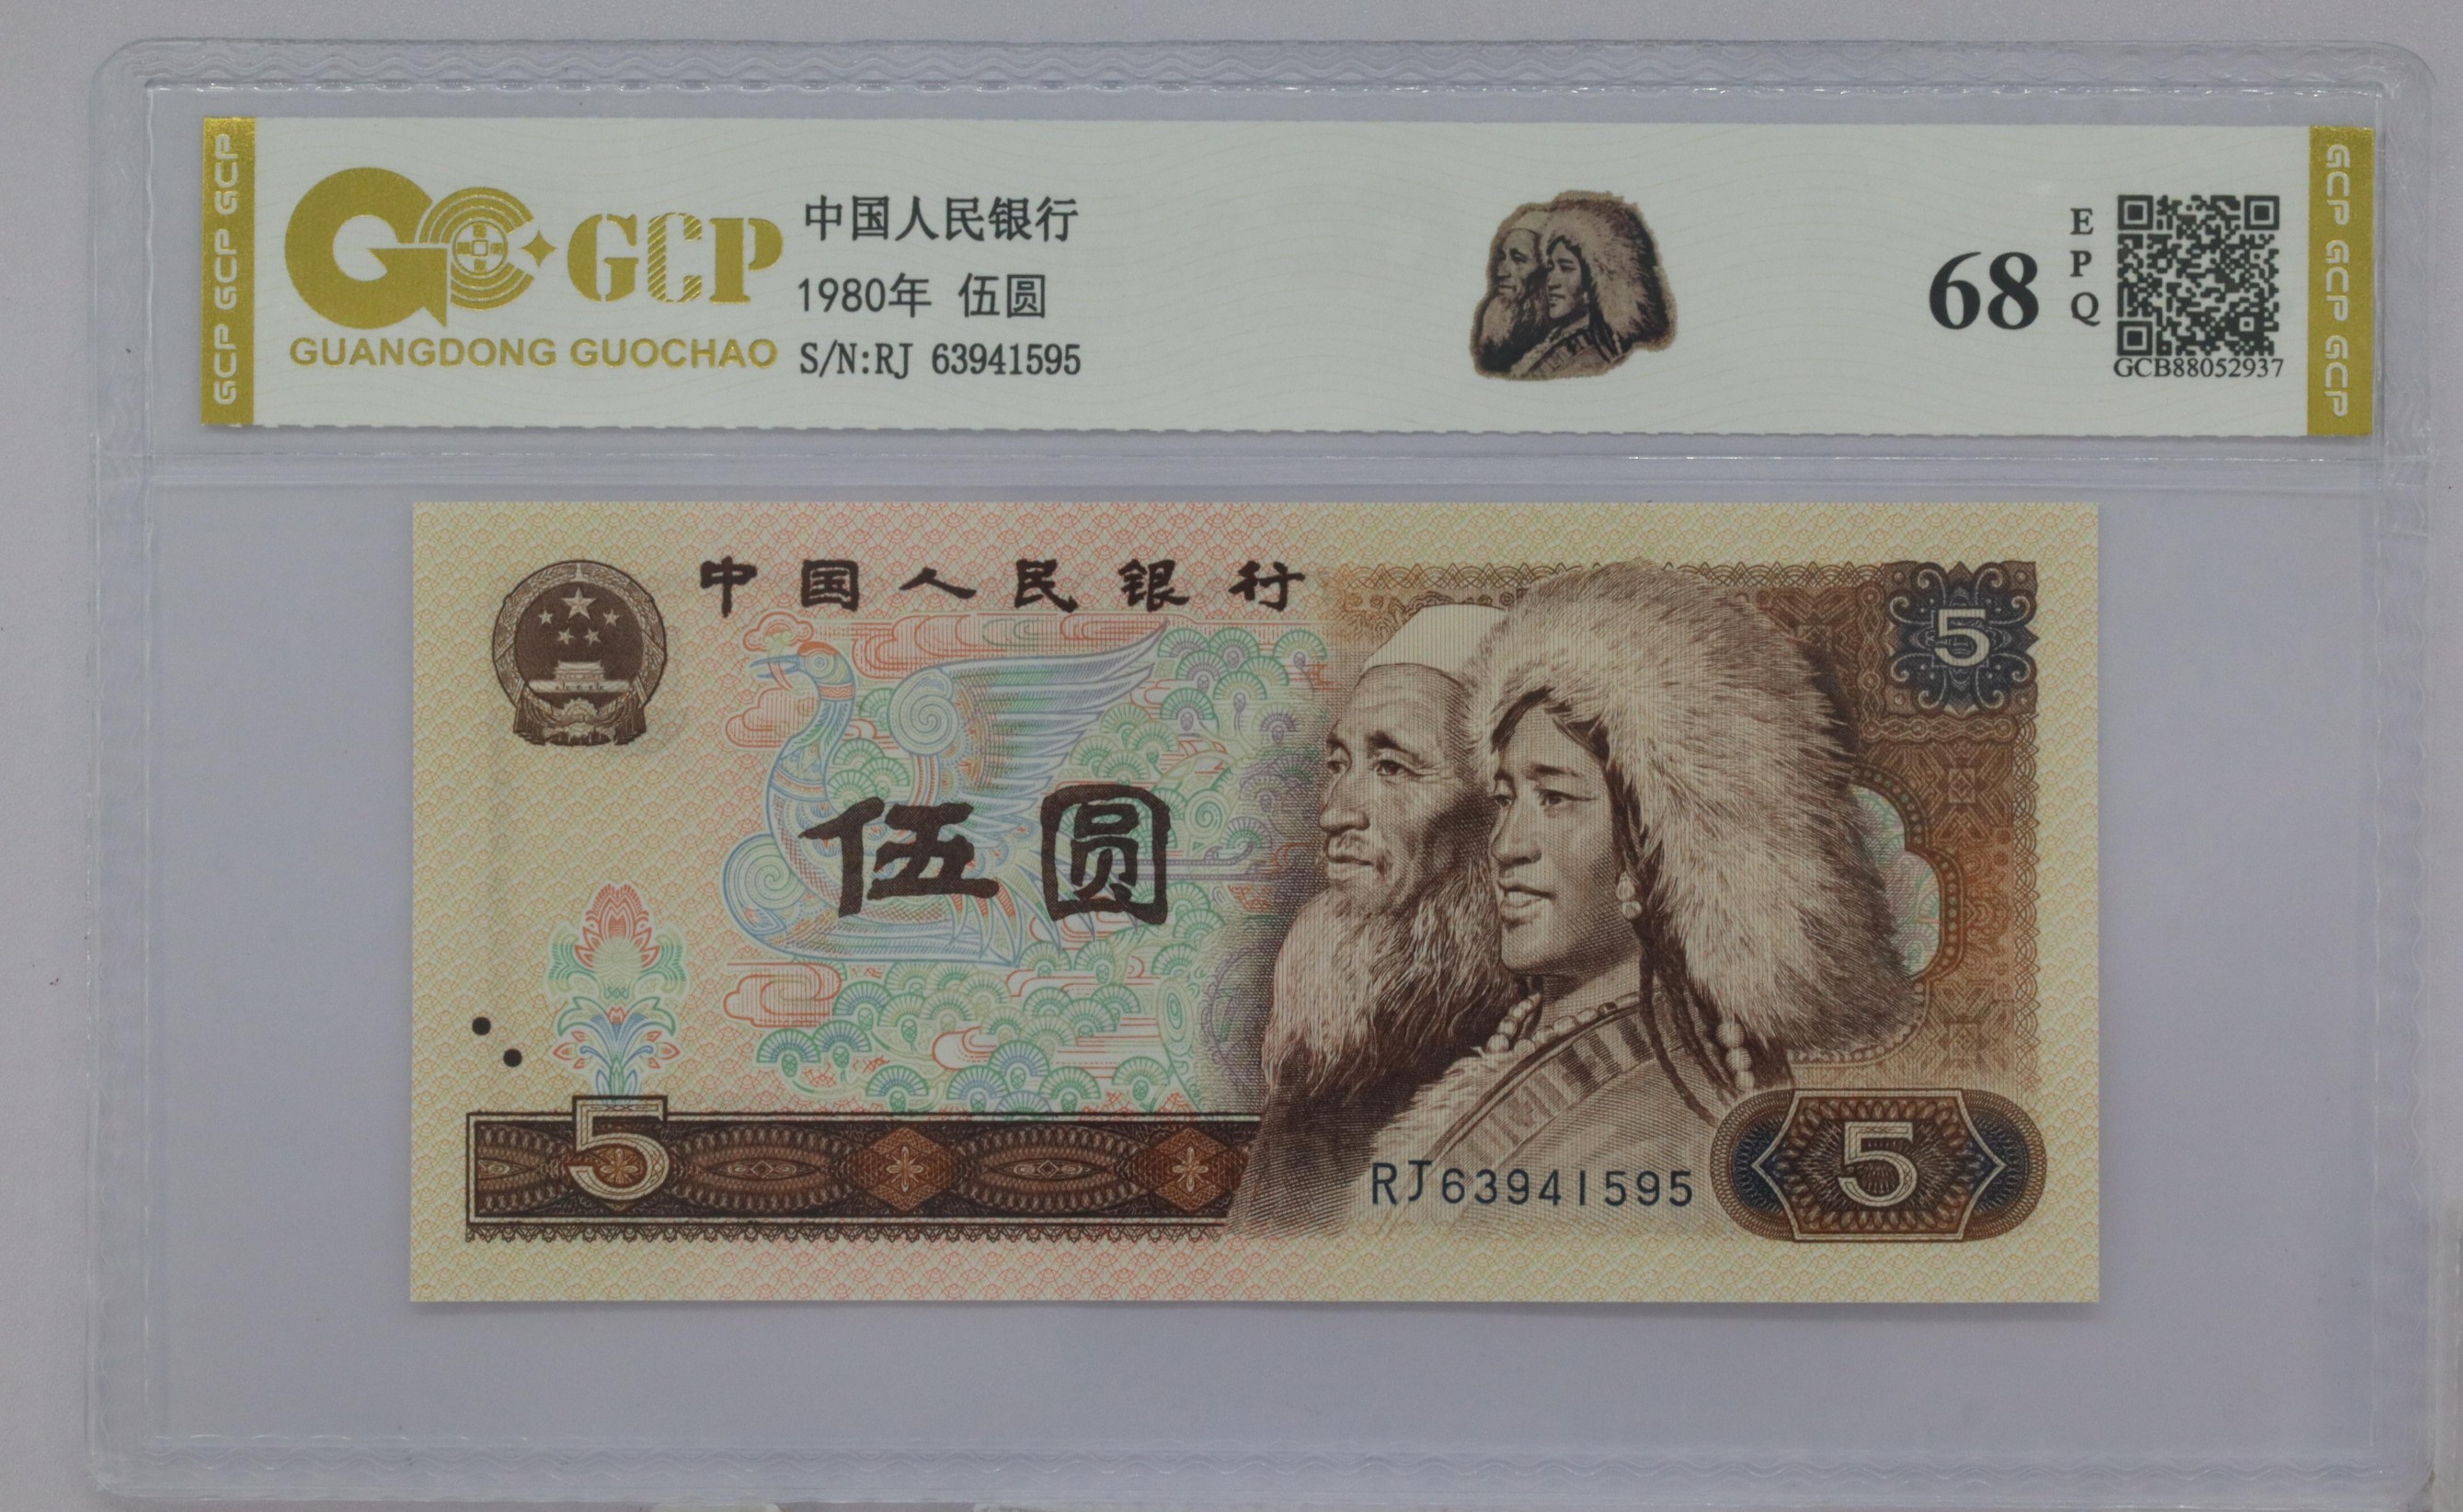 GCP GCP GCP
GCP
GUANGDONG GUOCHAO
中国人民银行
1980年 伍圆
S/N:RJ 63941595
68
EPQ
GCB88052937
GCP GCP GCP
中国人民银行
5
伍圆
5
RJ63941595
5